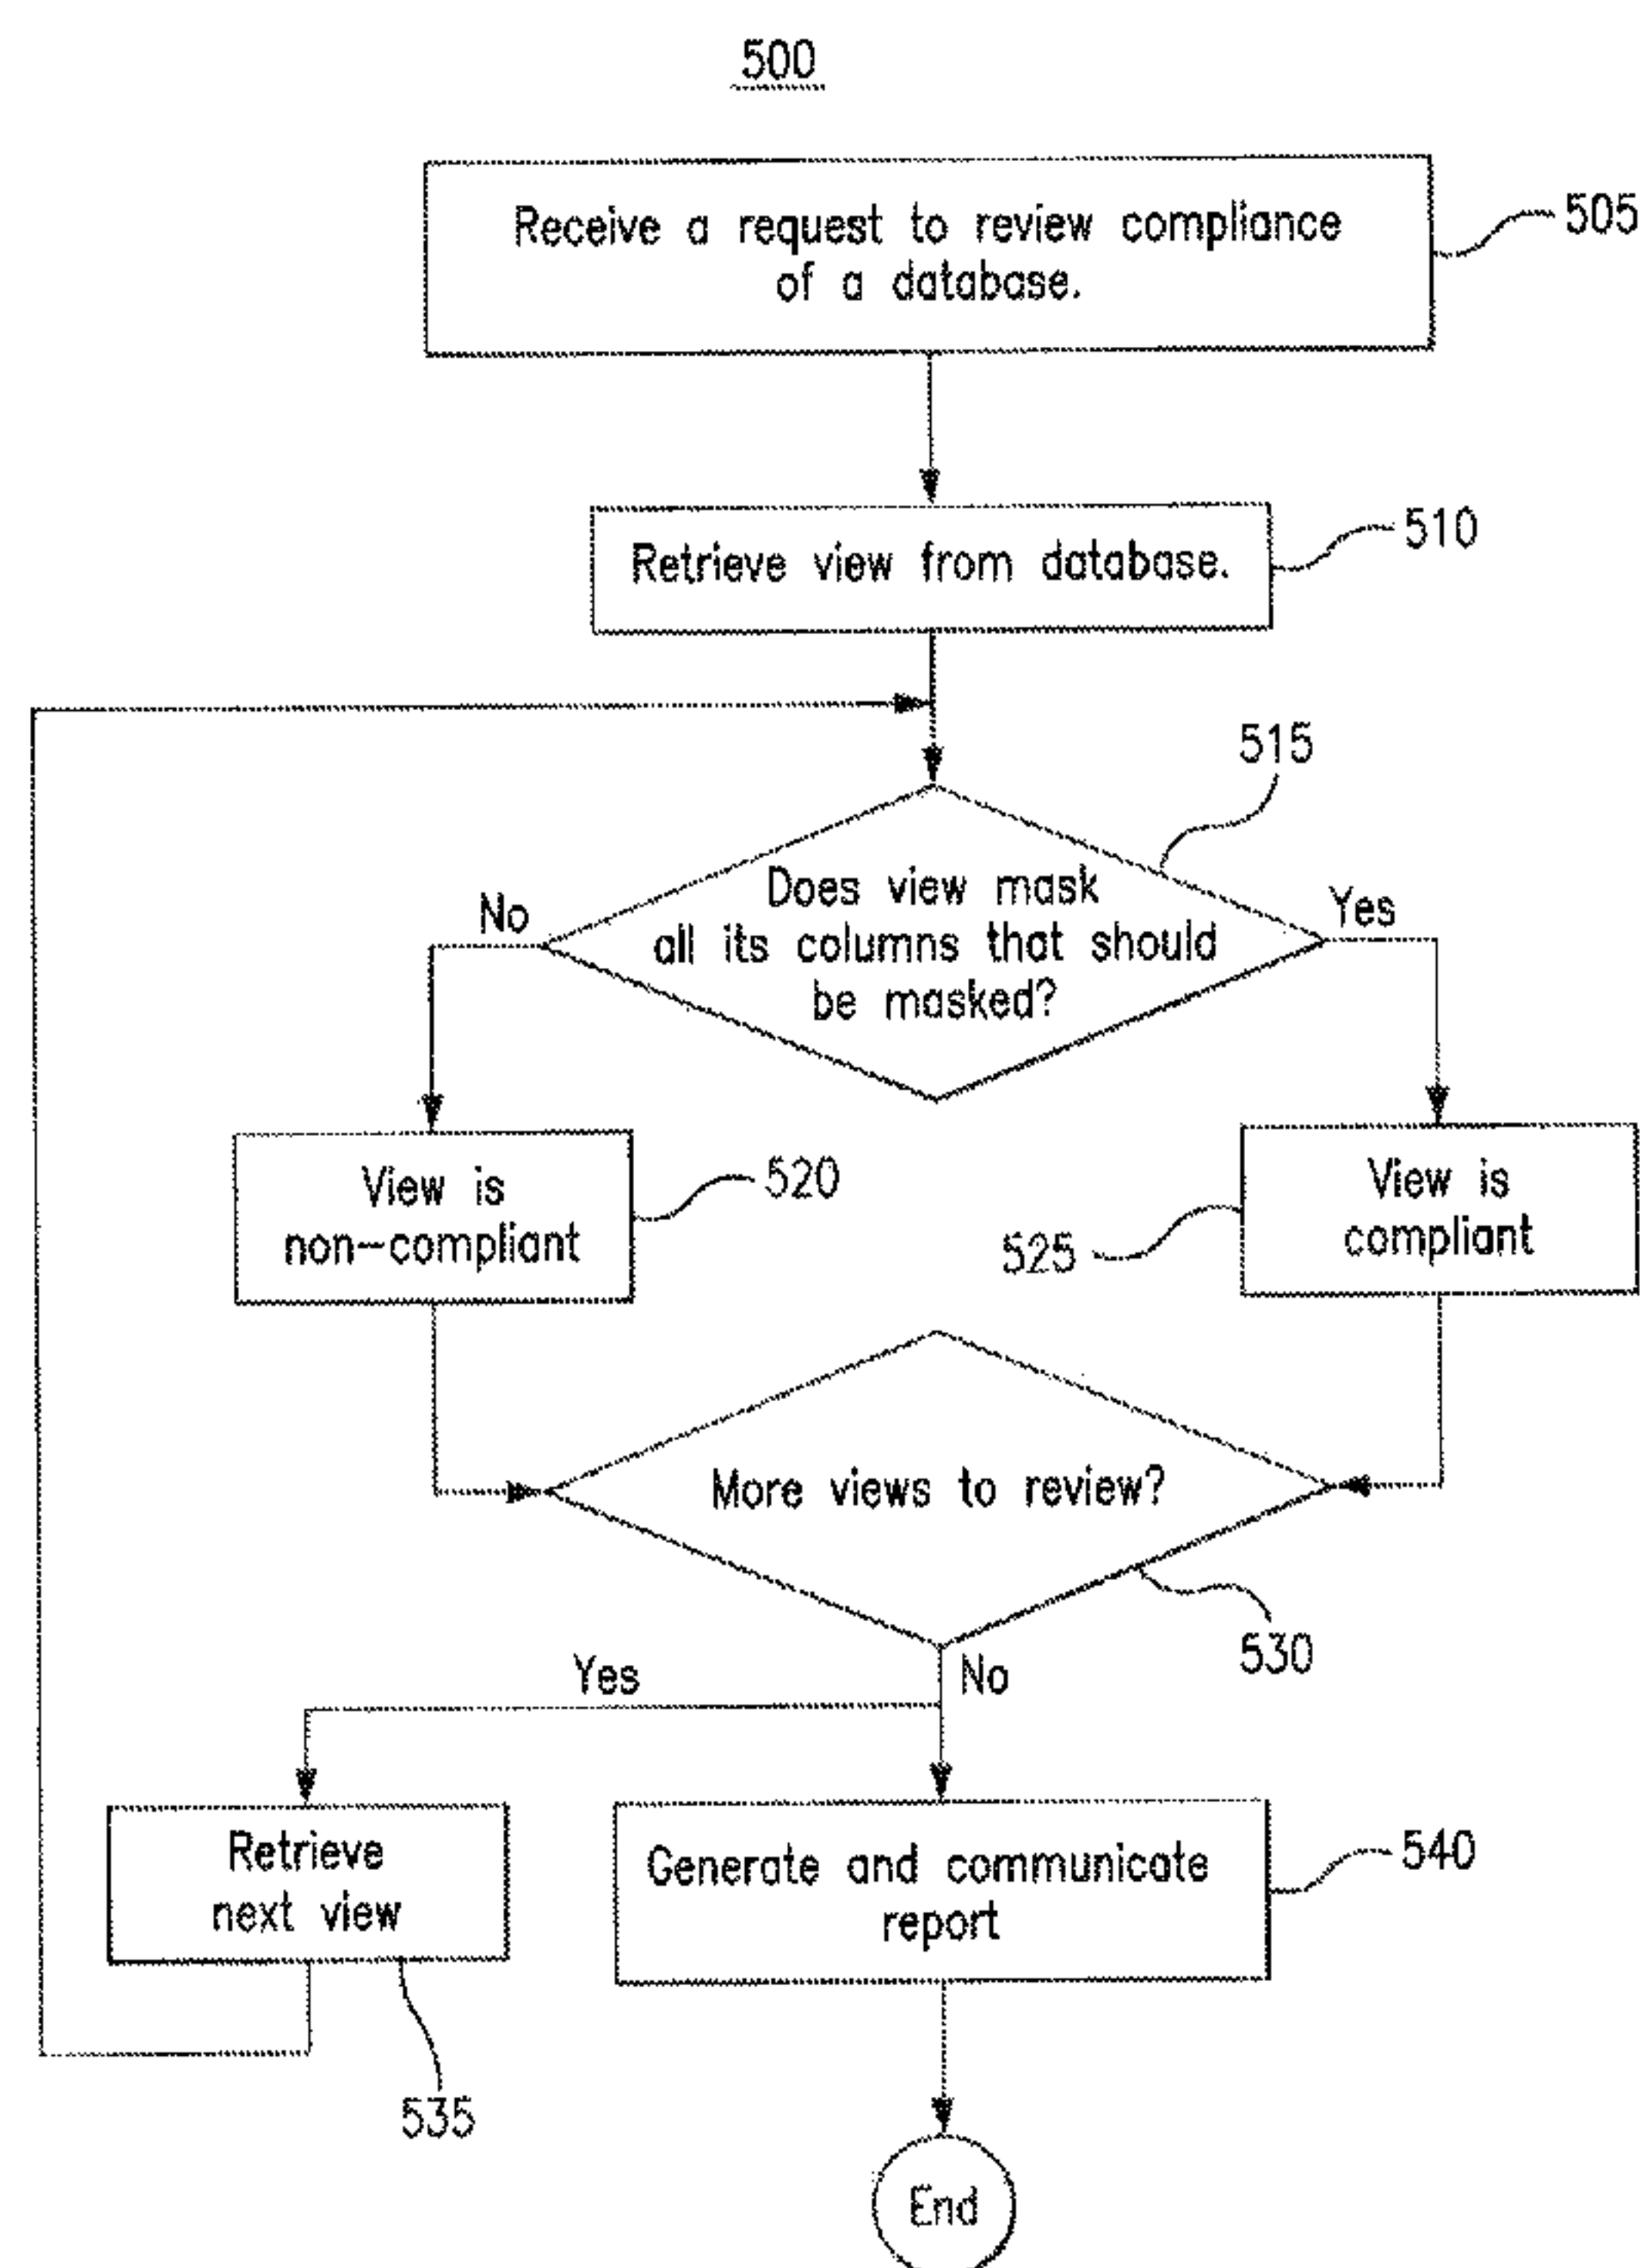 500
Receive a request to review compliance
of a database.
505
Retrieve view from database.
510
515
Does view mask
all its columns that should
be masked?
No
Yes
View is
non-compliant
520
View is
compliant
525
More views to review?
530
Yes
No
Retrieve
next view
535
Generate and communicate
report
540
End